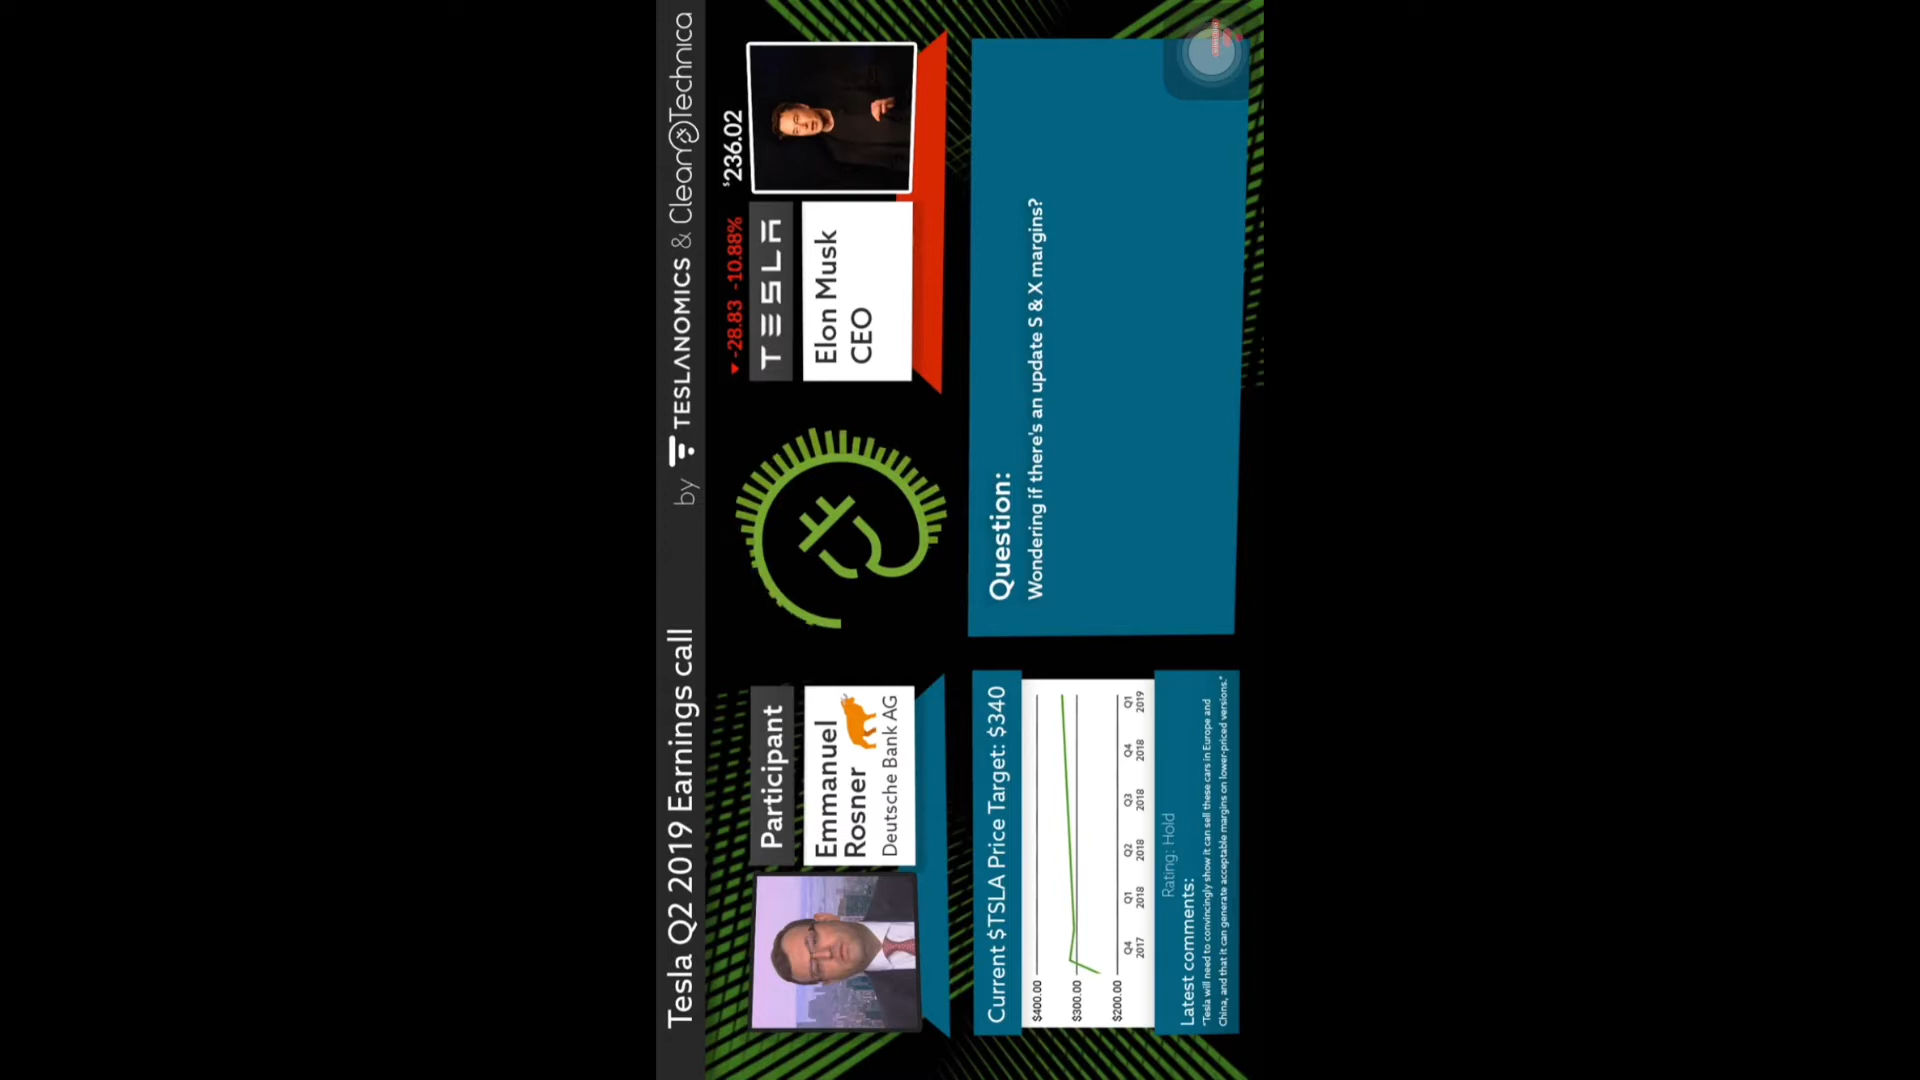 Tesla Q2 2019 Earnings call
by TESLANOMICS & CleanTechnica
Participant
Emmanuel
Rosner
Deutsche Bank AG
▼ -28.83 -10.88%
$236.02
TESLA
Elon Musk
CEO
Current $TSLA Price Target: $340
$400.00
$300.00
$200.00
Q4 2017
Q1 2018
Q2 2018
Q3 2018
Q4 2018
Q1 2019
Rating: Hold
Latest comments:
"Tesla will need to convincingly show it can sell these cars in Europe and
China, and that it can generate acceptable margins on lower-priced versions."
Question:
Wondering if there's an update S & X margins?